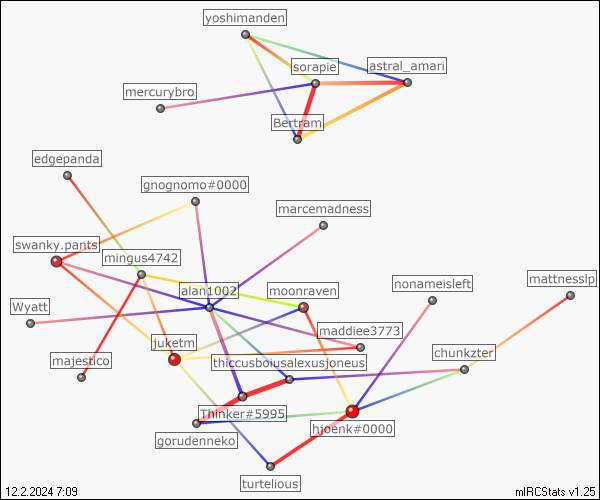 yoshimanden
sorapie
astral_amari
mercurybro
Bertram
edgepanda
gnognomo#0000
marcemadness
swanky.pants
mingus4742
alan1002
moonraven
nonameisleft
mattnesslp
Wyatt
maddiee3773
juketm
chunkzter
majestico
thiccusboiusalexusjoneus
Thinker#5995
hjoenk#0000
gorudenneko
turtelious
12.2.2024 7:09
mIRCStats v1.25